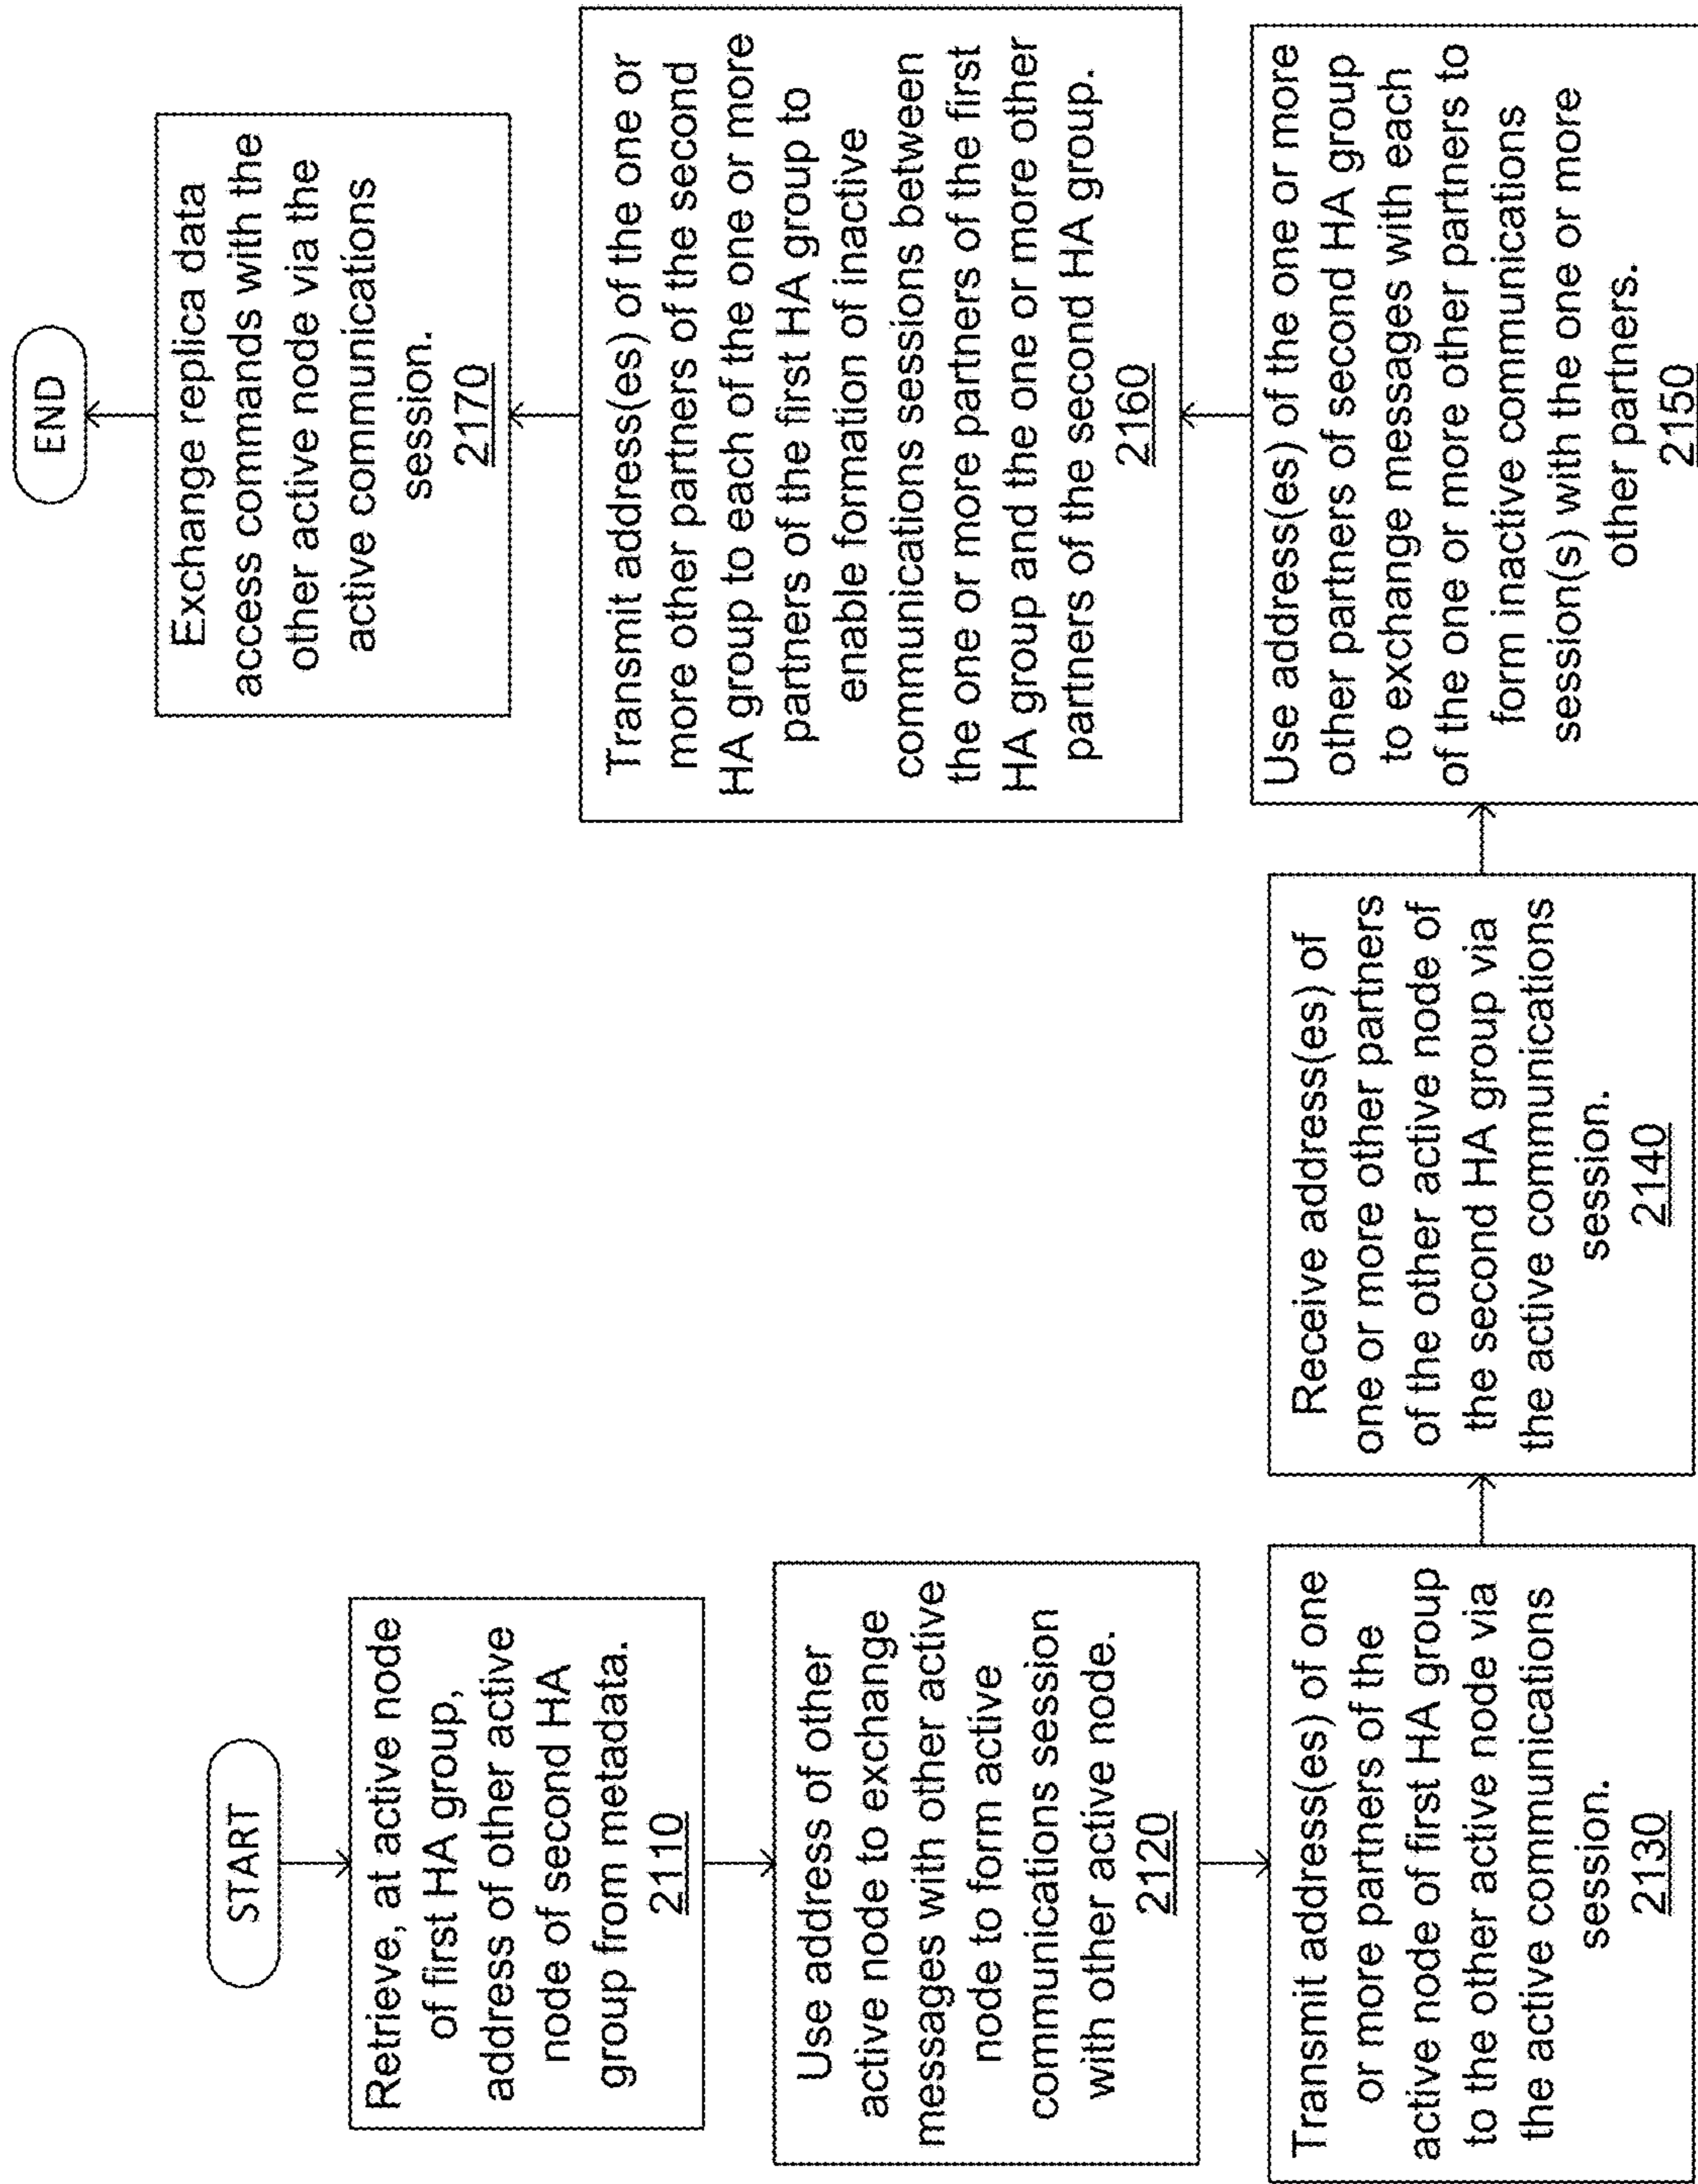 START
Retrieve, at active node
of first HA group,
address of other active
node of second HA
group from metadata.
2110
Use address of other
active node to exchange
messages with other active
node to form active
communications session
with other active node.
2120
Transmit address(es) of one
or more partners of the
active node of first HA group
to the other active node via
the active communications
session.
2130
Receive address(es) of
one or more other partners
of the other active node of
the second HA group via
the active communications
session.
2140
Use address(es) of the one or more
other partners of second HA group
to exchange messages with each
of the one or more other partners to
form inactive communications
session(s) with the one or more
other partners.
2150
Transmit address(es) of the one or
more other partners of the second
HA group to each of the one or more
partners of the first HA group to
enable formation of inactive
communications sessions between
the one or more partners of the first
HA group and the one or more other
partners of the second HA group.
2160
Exchange replica data
access commands with the
other active node via the
active communications
session.
2170
END